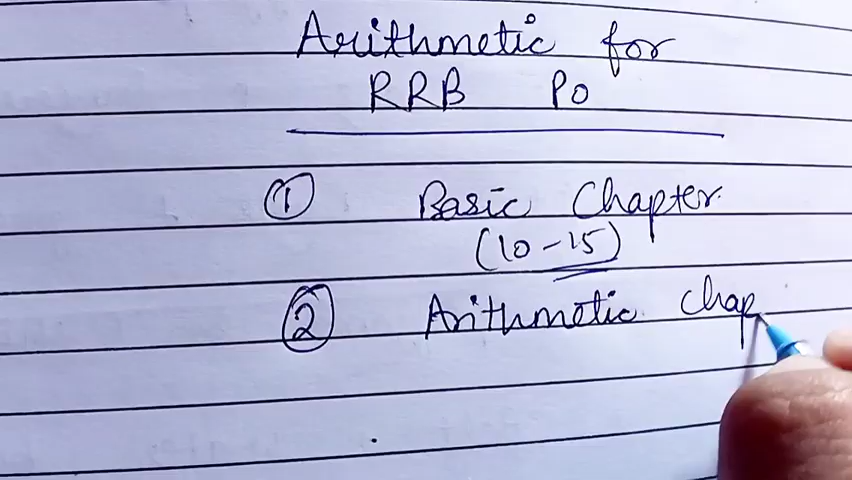 Arithmetic for
RRB PO
① Basic Chapter.
(10-15)
② Arithmetic Chap